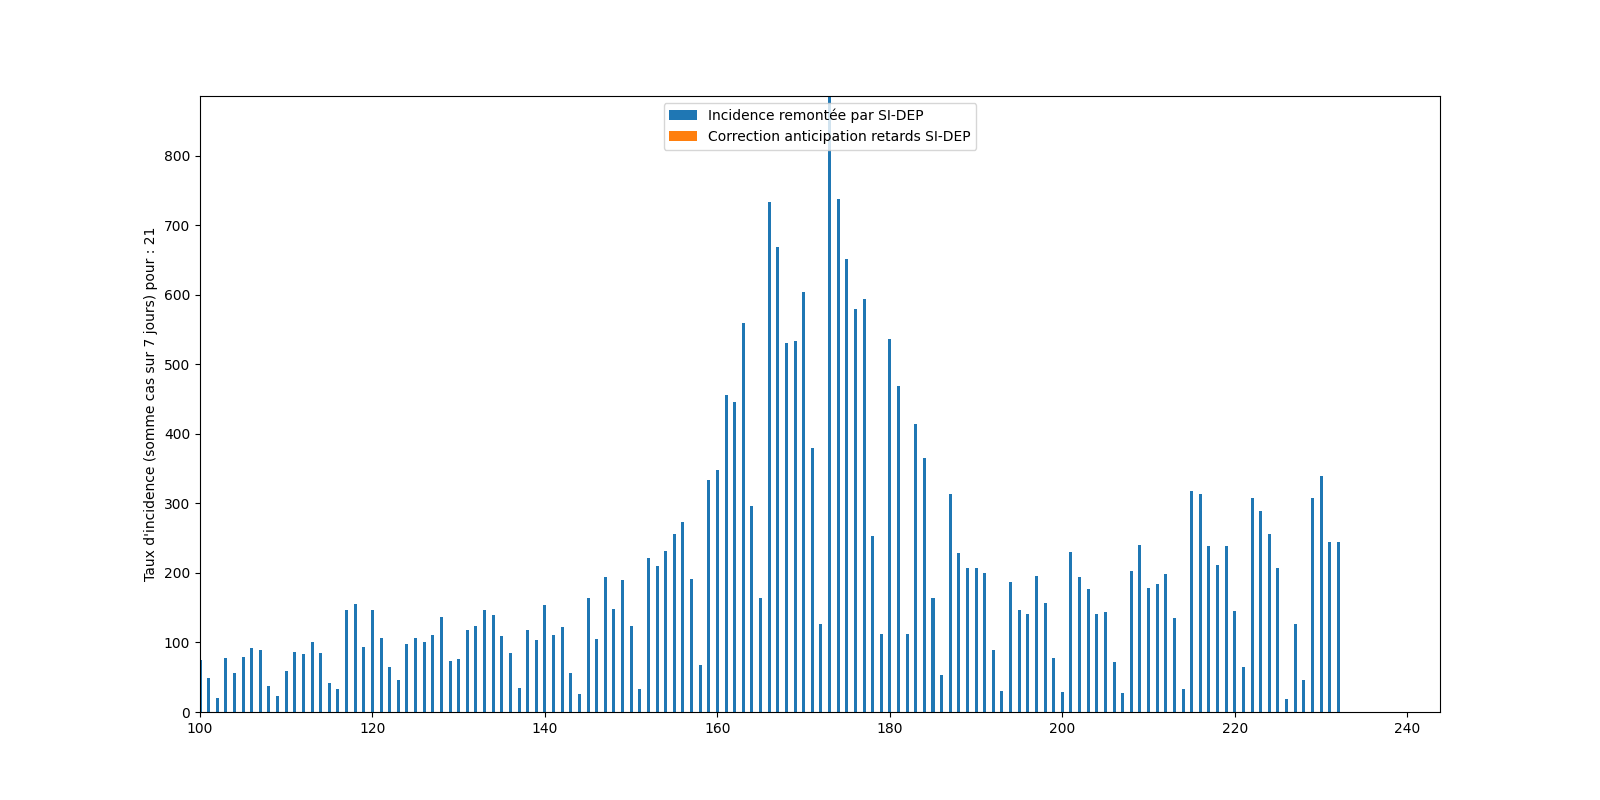 Incidence remontée par SI-DEP
Correction anticipation retards SI-DEP
Taux d'incidence (somme cas sur 7 jours) pour : 21
800
700
600
500
400
300
200
100
0
100 120 140 160 180 200 220 240